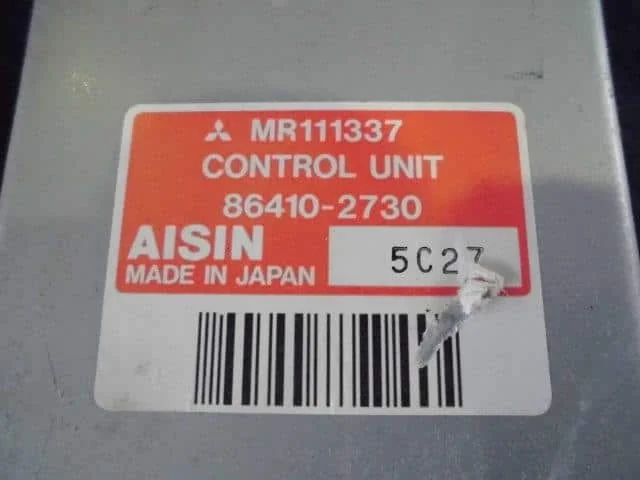 MR111337
CONTROL UNIT
86410-2730
AISIN
MADE IN JAPAN
5C27